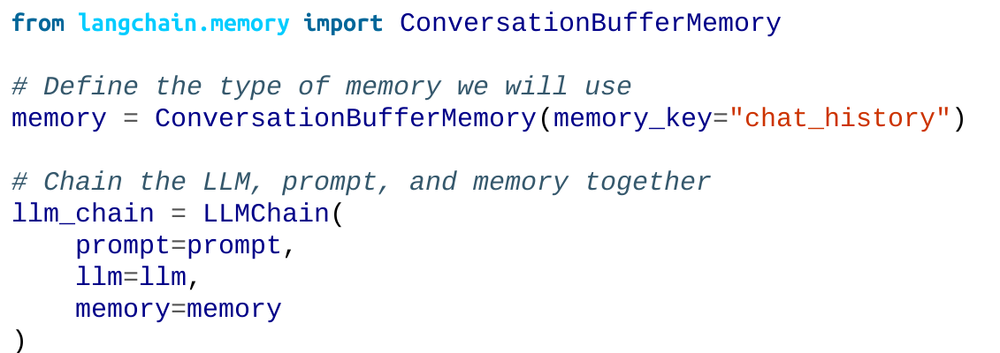 from langchain.memory import ConversationBufferMemory

# Define the type of memory we will use
memory = ConversationBufferMemory(memory_key="chat_history")

# Chain the LLM, prompt, and memory together
llm_chain = LLMChain(
    prompt=prompt,
    llm=llm,
    memory=memory
)